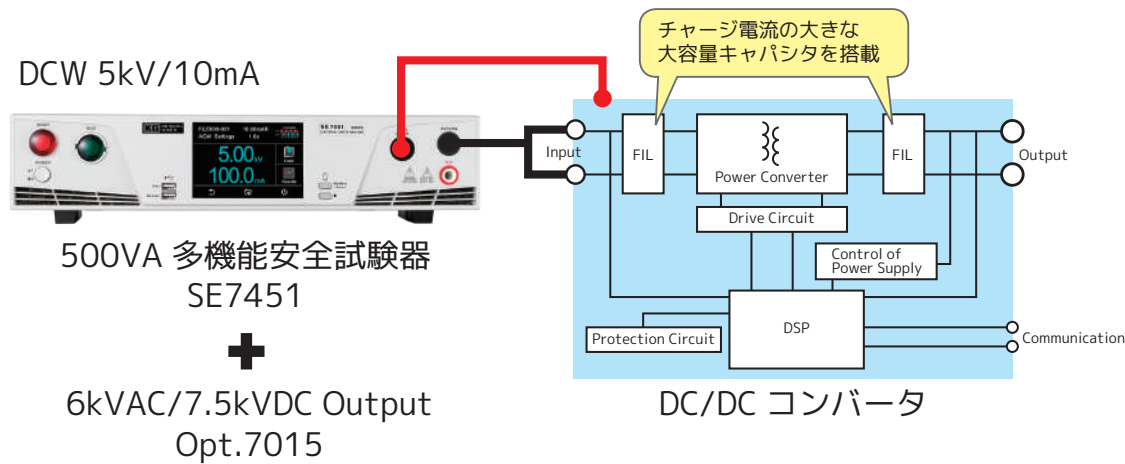 チャージ電流の大きな
大容量キャパシタを搭載
DCW 5kV/10mA
5.00
100.0
Input
FIL
Power Converter
FIL
Output
Drive Circuit
Control of
Power Supply
DSP
Protection Circuit
Communication
500VA 多機能安全試験器
SE7451
6kVAC/7.5kVDC Output
Opt.7015
DC/DC コンバータ